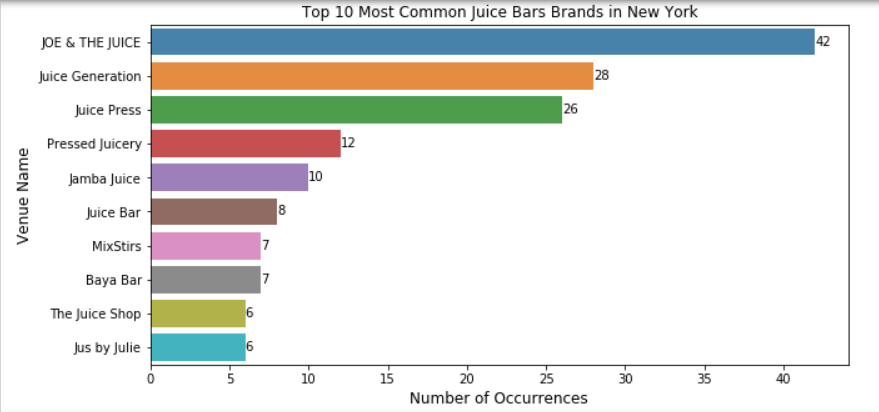 Top 10 Most Common Juice Bars Brands in New York
Venue Name
JOE & THE JUICE 42
Juice Generation 28
Juice Press 26
Pressed Juicery 12
Jamba Juice 10
Juice Bar 8
MixStirs 7
Baya Bar 7
The Juice Shop 6
Jus by Julie 6
0 5 10 15 20 25 30 35 40
Number of Occurrences